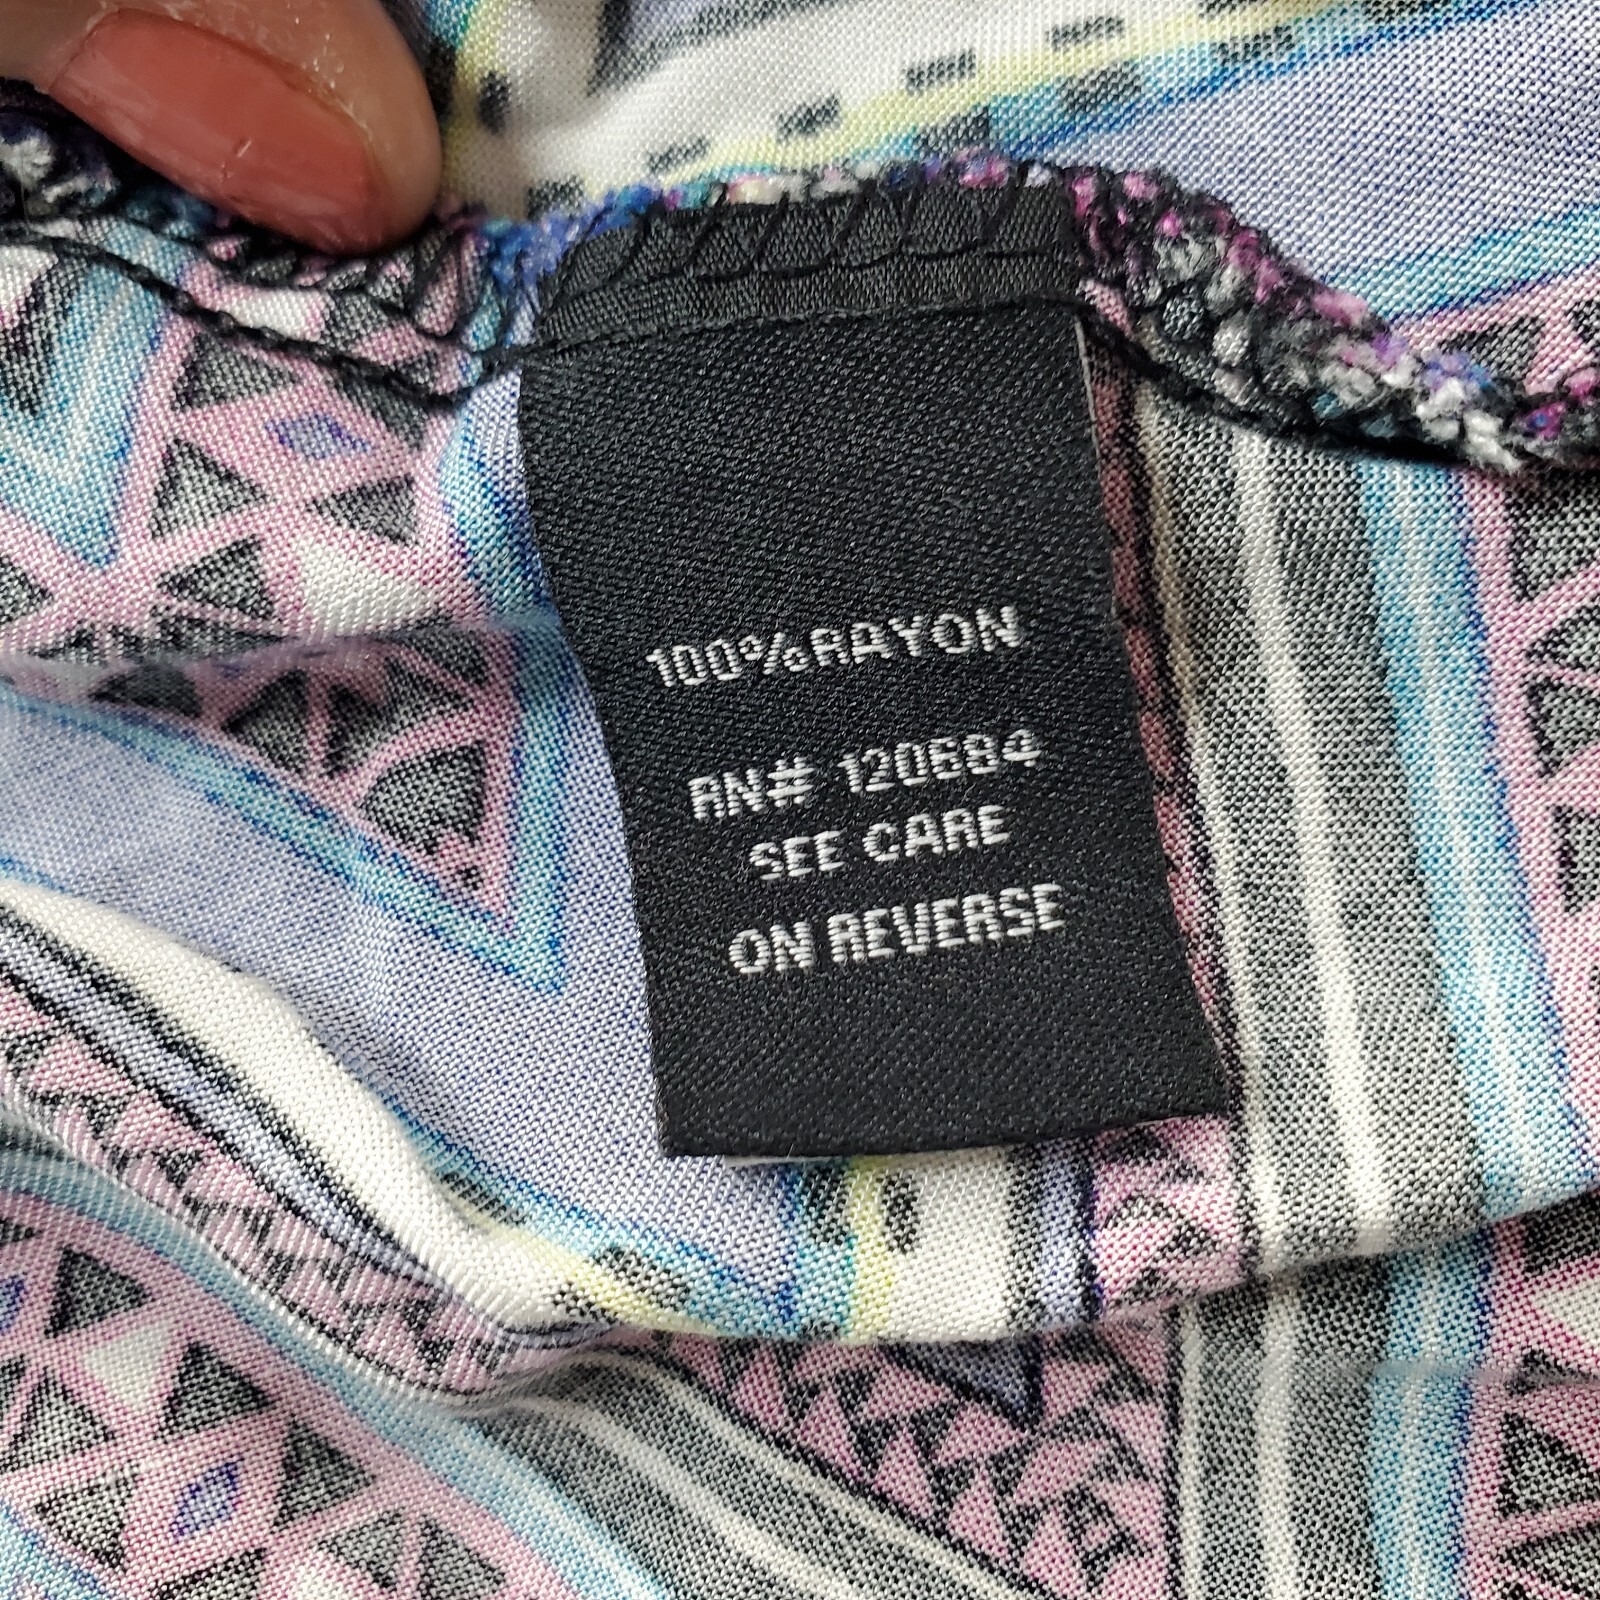 100%RAYON
RN# 120684
SEE CARE
ON REVERSE